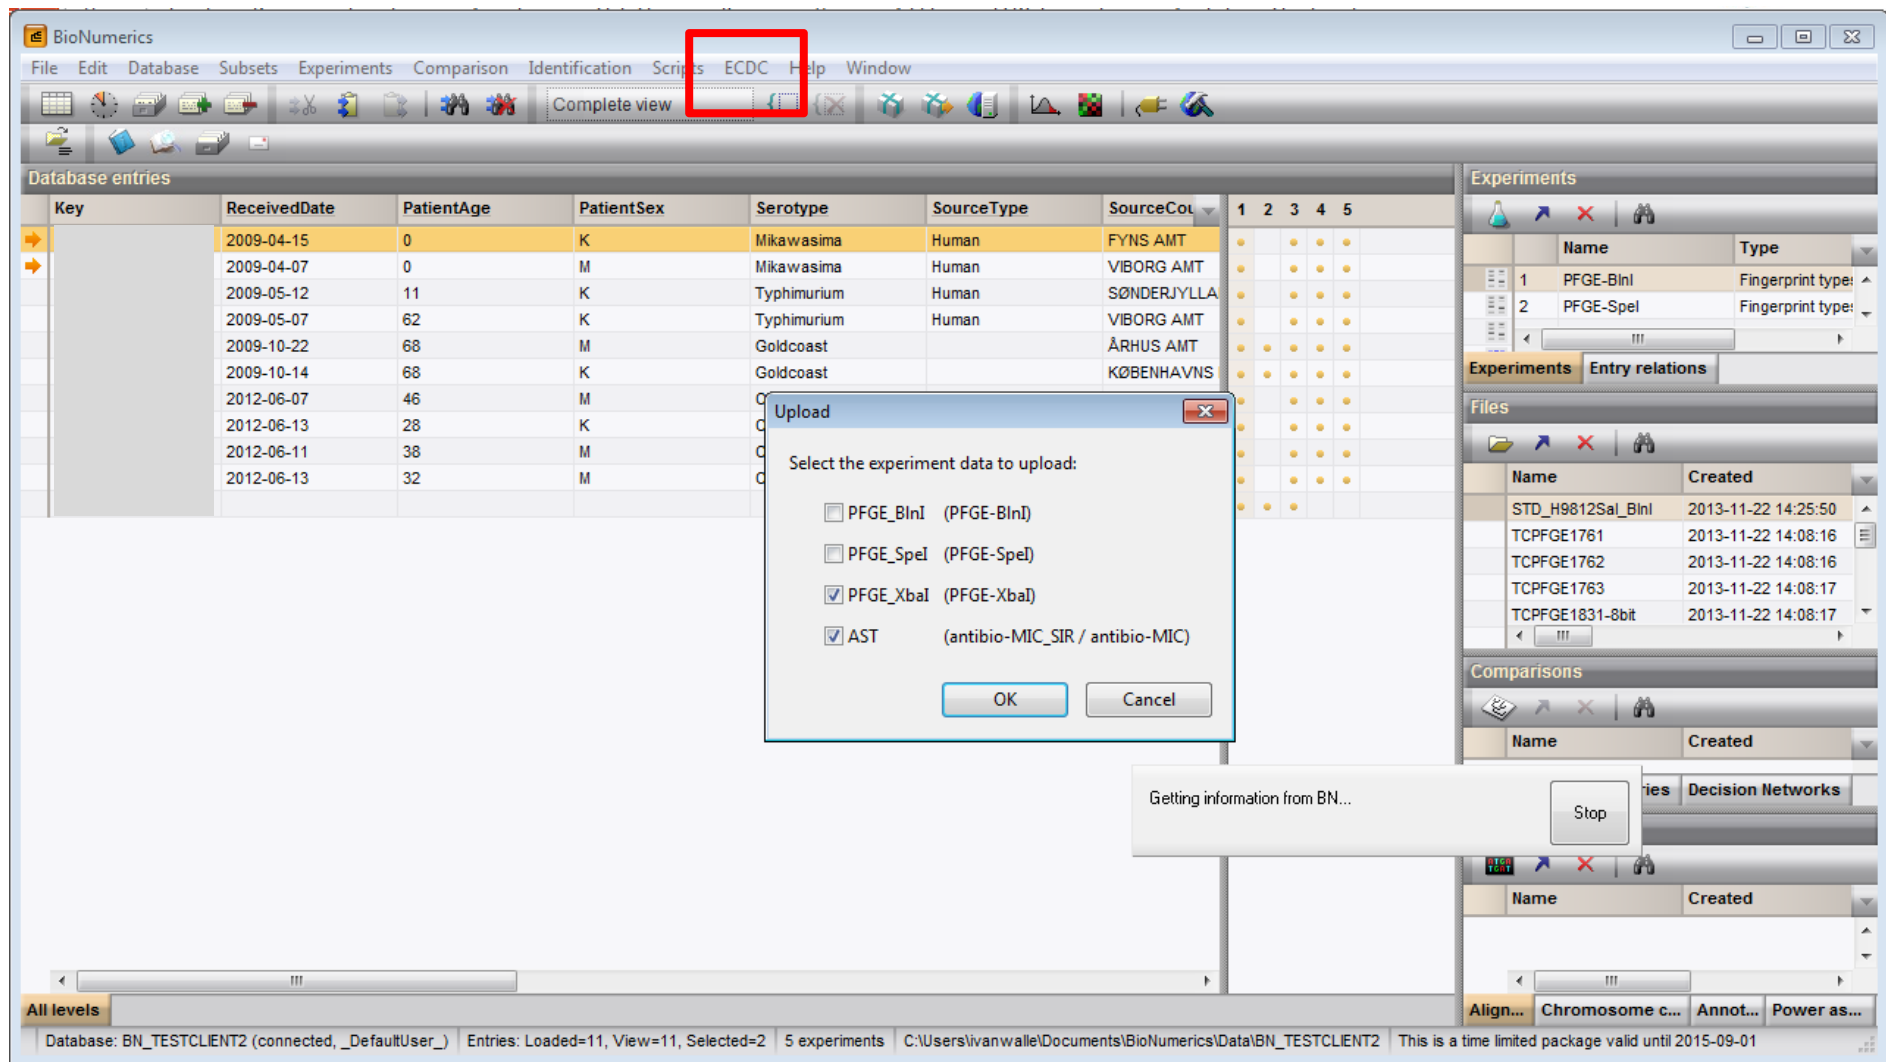 BioNumerics
File Edit Database Subsets Experiments Comparison Identification Scripts ECDC Help Window
Complete view
Database entries
Key ReceivedDate PatientAge PatientSex Serotype SourceType SourceCou 1 2 3 4 5
2009-04-15 0 K Mikawasima Human FYNS AMT
2009-04-07 0 M Mikawasima Human VIBORG AMT
2009-05-12 11 K Typhimurium Human SØNDERJYLLA
2009-05-07 62 K Typhimurium Human VIBORG AMT
2009-10-22 68 M Goldcoast ÅRHUS AMT
2009-10-14 68 K Goldcoast KØBENHAVNS
2012-06-07 46 M
2012-06-13 28 K
2012-06-11 38 M
2012-06-13 32 M
Upload
Select the experiment data to upload:
PFGE_BlnI (PFGE-BlnI)
PFGE_SpeI (PFGE-SpeI)
PFGE_XbaI (PFGE-XbaI)
AST (antibio-MIC_SIR / antibio-MIC)
OK Cancel
Getting information from BN...
Stop
Experiments
Name Type
1 PFGE-BlnI Fingerprint types
2 PFGE-SpeI Fingerprint types
Experiments Entry relations
Files
Name Created
STD_H9812Sal_BlnI 2013-11-22 14:25:50
TCPFGE1761 2013-11-22 14:08:16
TCPFGE1762 2013-11-22 14:08:16
TCPFGE1763 2013-11-22 14:08:17
TCPFGE1831-8bit 2013-11-22 14:08:17
Comparisons
Name Created
ries Decision Networks
Name Created
All levels
Align... Chromosome c... Annot... Power as...
Database: BN_TESTCLIENT2 (connected, _DefaultUser_) Entries: Loaded=11, View=11, Selected=2 5 experiments C:\Users\ivanwalle\Documents\BioNumerics\Data\BN_TESTCLIENT2 This is a time limited package valid until 2015-09-01